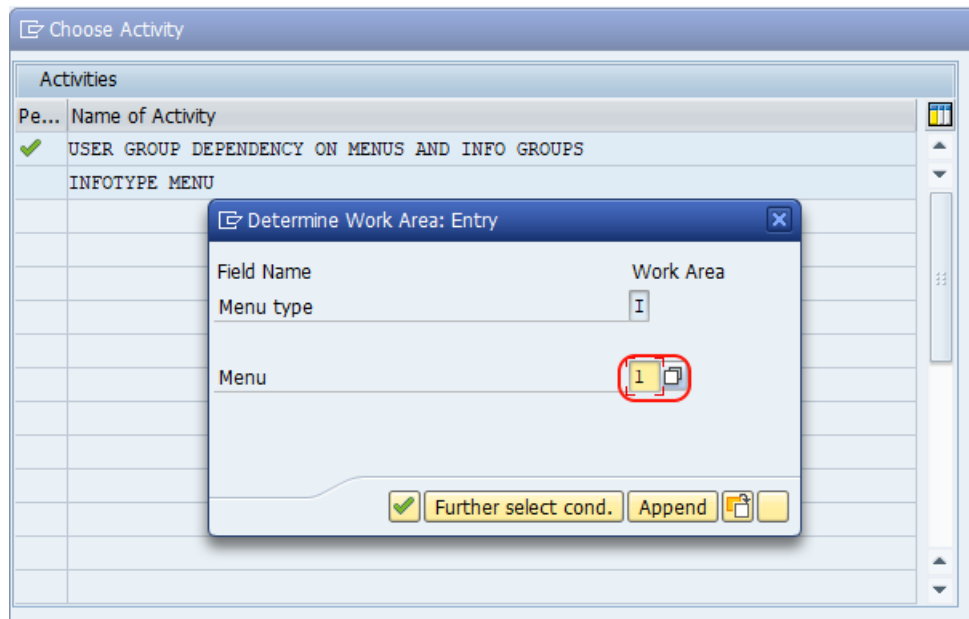 Choose Activity
Activities
Pe... Name of Activity
USER GROUP DEPENDENCY ON MENUS AND INFO GROUPS
INFOTYPE MENU
Determine Work Area: Entry
Field Name Work Area
Menu type I
Menu 1
Further select cond. Append